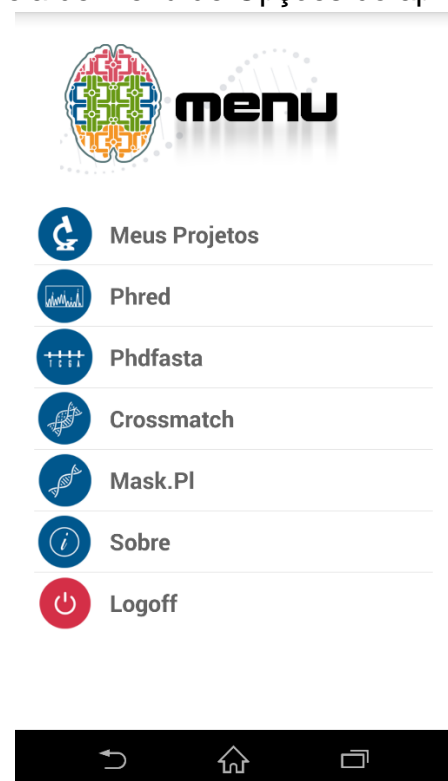 menu
Meus Projetos
Phred
Phdfasta
Crossmatch
Mask.Pl
Sobre
Logoff